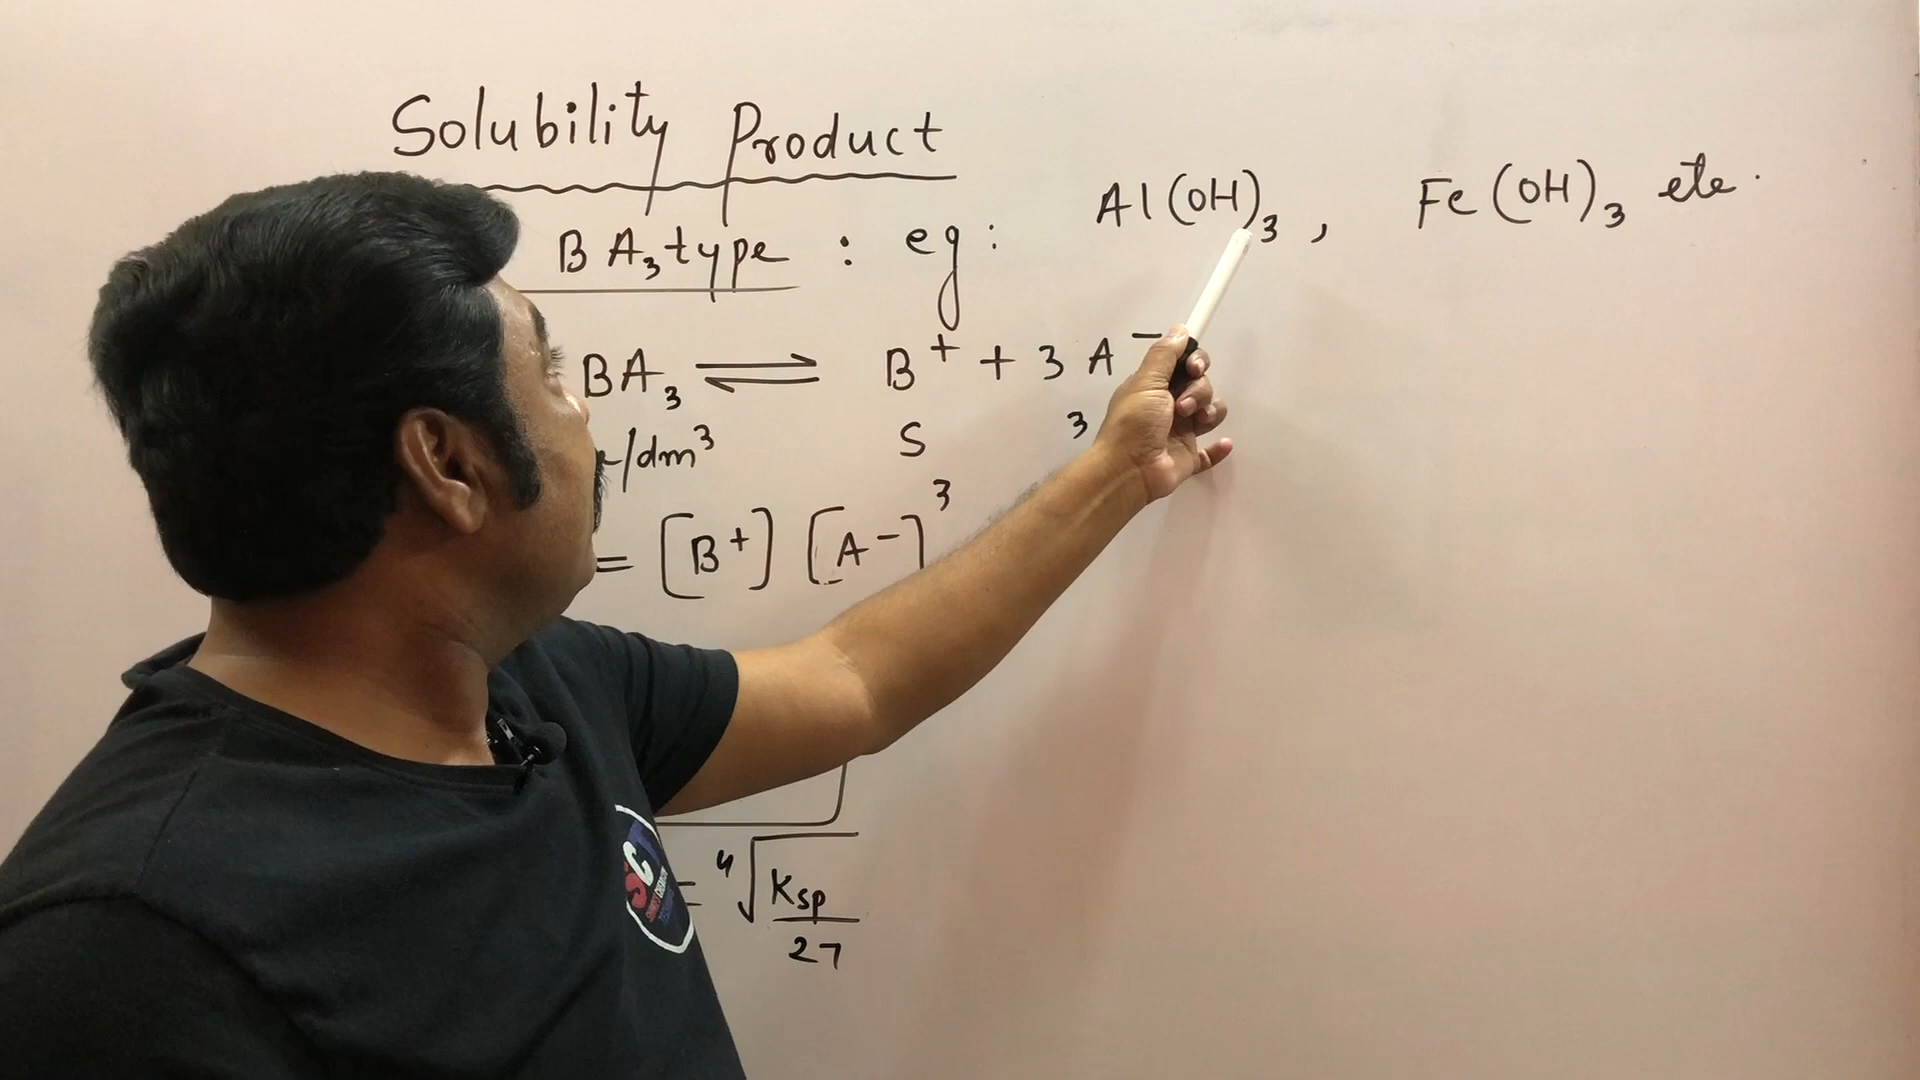 Solubility Product
BA₃ type : eg : Al(OH)₃ , Fe(OH)₃ etc.
BA₃ ⇌ B⁺ + 3A⁻
/dm³ S 3
= [B⁺] [A⁻]³
= ⁴√(Ksp/27)
SCT